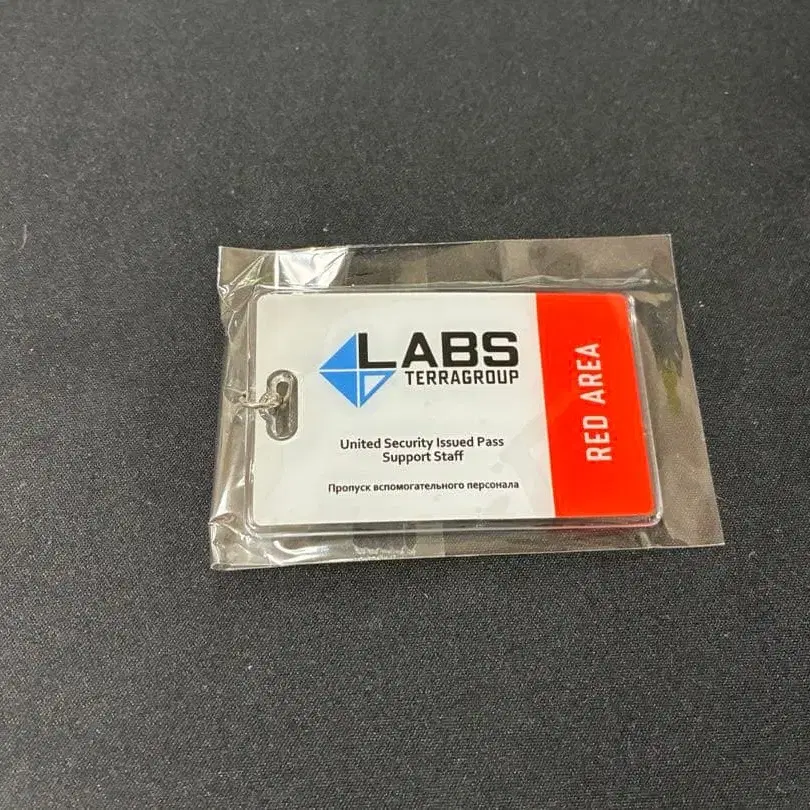 LABS
TERRAGROUP
United Security Issued Pass
Support Staff
Пропуск вспомогательного персонала
RED AREA